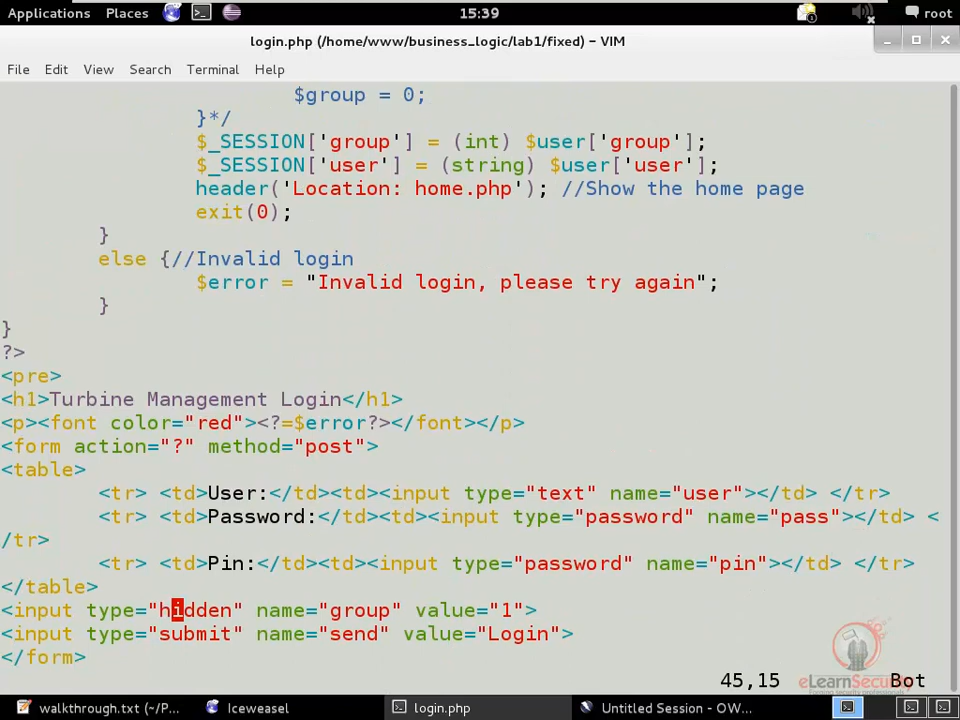 Applications Places 15:39 root
login.php (/home/www/business_logic/lab1/fixed) - VIM
File Edit View Search Terminal Help
$group = 0;
}*/
$_SESSION['group'] = (int) $user['group'];
$_SESSION['user'] = (string) $user['user'];
header('Location: home.php'); //Show the home page
exit(0);
}
else {//Invalid login
$error = "Invalid login, please try again";
}
}
?>
<pre>
<h1>Turbine Management Login</h1>
<p><font color="red"><?=$error?></font></p>
<form action="?" method="post">
<table>
<tr> <td>User:</td><td><input type="text" name="user"></td> </tr>
<tr> <td>Password:</td><td><input type="password" name="pass"></td> <
/tr>
<tr> <td>Pin:</td><td><input type="password" name="pin"></td> </tr>
</table>
<input type="hidden" name="group" value="1">
<input type="submit" name="send" value="Login">
</form>
45,15 Bot
eLearnSecurity
Forging security professionals
walkthrough.txt (~/P... Iceweasel login.php Untitled Session - OW...